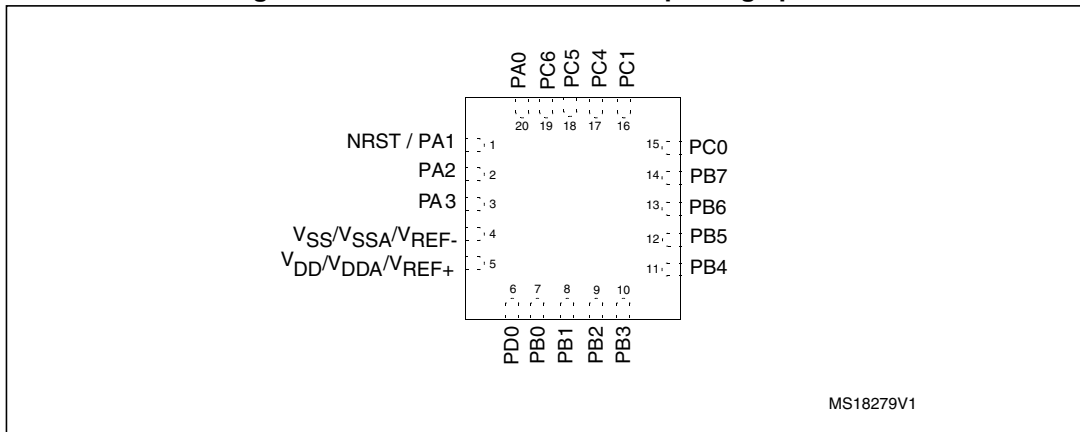 PA0 PC6 PC5 PC4 PC1
20 19 18 17 16
NRST / PA1 1
PA2 2
PA3 3
VSS/VSSA/VREF- 4
VDD/VDDA/VREF+ 5
15 PC0
14 PB7
13 PB6
12 PB5
11 PB4
6 7 8 9 10
PD0 PB0 PB1 PB2 PB3
MS18279V1